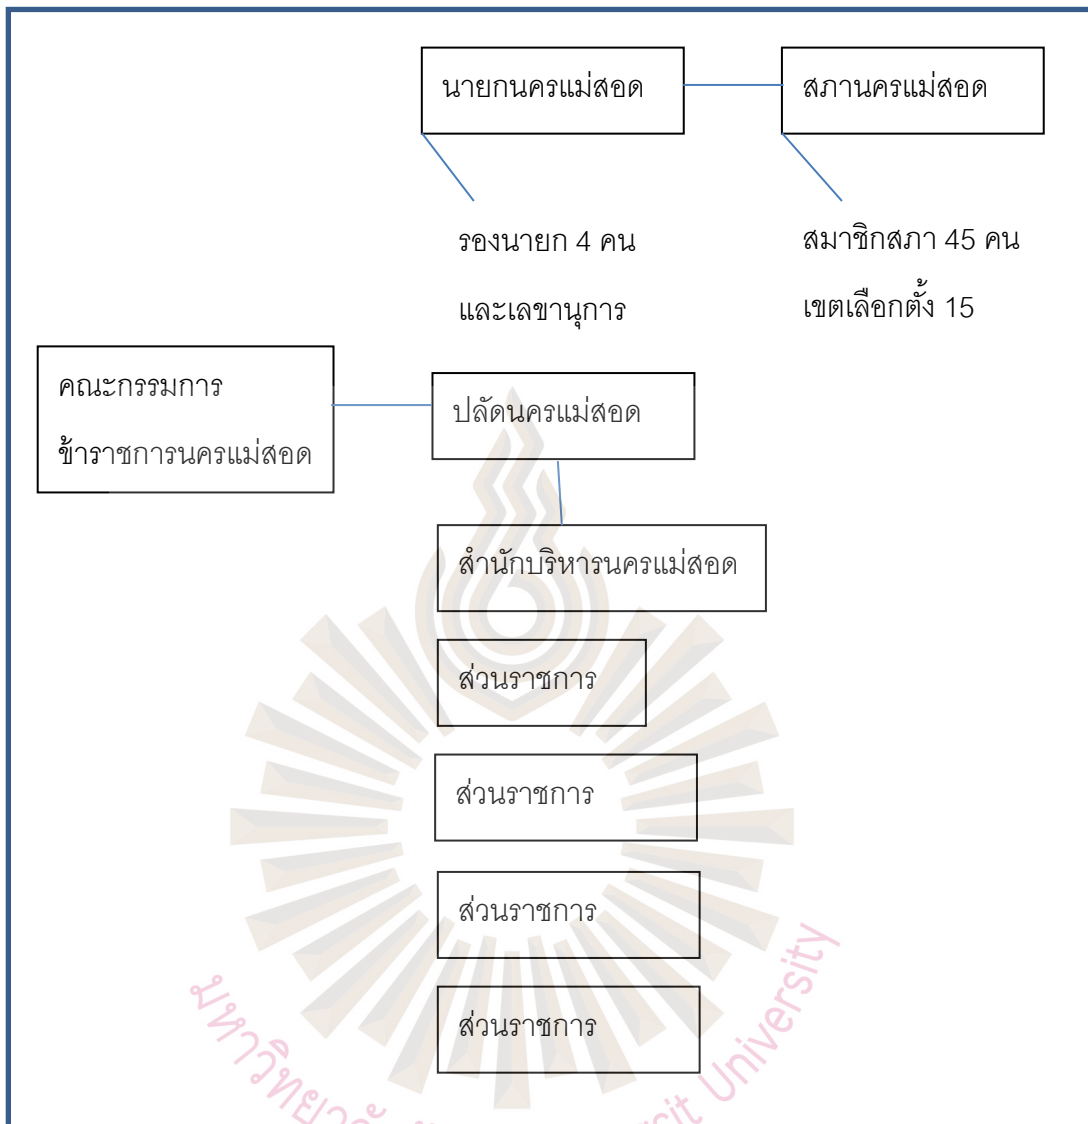 นายกนครแม่สอด
สภานครแม่สอด
รองนายก 4 คน
และเลขานุการ
สมาชิกสภา 45 คน
เขตเลือกตั้ง 15
คณะกรรมการ
ข้าราชการนครแม่สอด
ปลัดนครแม่สอด
สำนักบริหารนครแม่สอด
ส่วนราชการ
ส่วนราชการ
ส่วนราชการ
ส่วนราชการ
University